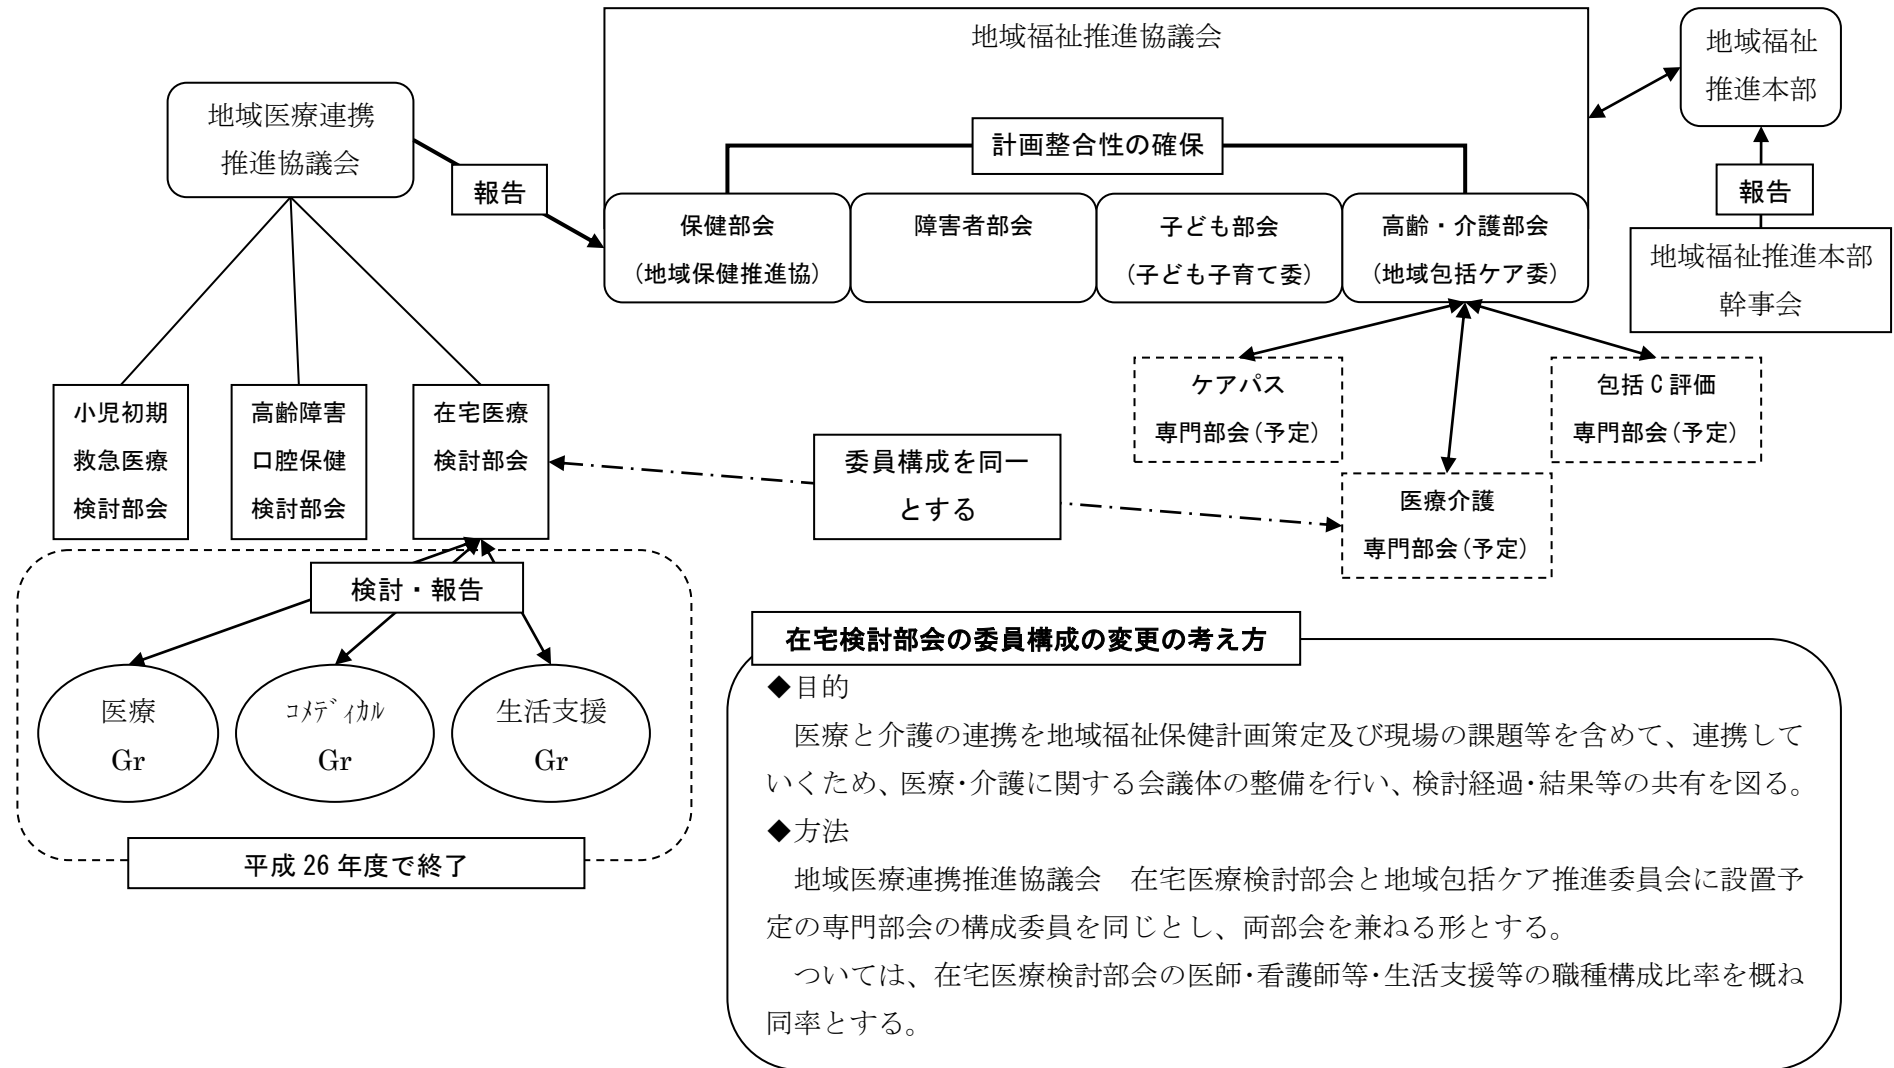 地域福祉推進協議会
地域福祉
推進本部
地域医療連携
推進協議会
計画整合性の確保
報告
報告
保健部会
(地域保健推進協)
障害者部会
子ども部会
(子ども子育て委)
高齢・介護部会
(地域包括ケア委)
地域福祉推進本部
幹事会
ケアパス
専門部会(予定)
包括C評価
専門部会(予定)
小児初期
救急医療
検討部会
高齢障害
口腔保健
検討部会
在宅医療
検討部会
委員構成を同一
とする
医療介護
専門部会(予定)
検討・報告
医療
Gr
ｺﾒﾃﾞｨｶﾙ
Gr
生活支援
Gr
平成26年度で終了
在宅検討部会の委員構成の変更の考え方
◆目的
　医療と介護の連携を地域福祉保健計画策定及び現場の課題等を含めて、連携して
いくため、医療･介護に関する会議体の整備を行い、検討経過･結果等の共有を図る。
◆方法
　地域医療連携推進協議会　在宅医療検討部会と地域包括ケア推進委員会に設置予
定の専門部会の構成委員を同じとし、両部会を兼ねる形とする。
　ついては、在宅医療検討部会の医師･看護師等･生活支援等の職種構成比率を概ね
同率とする。